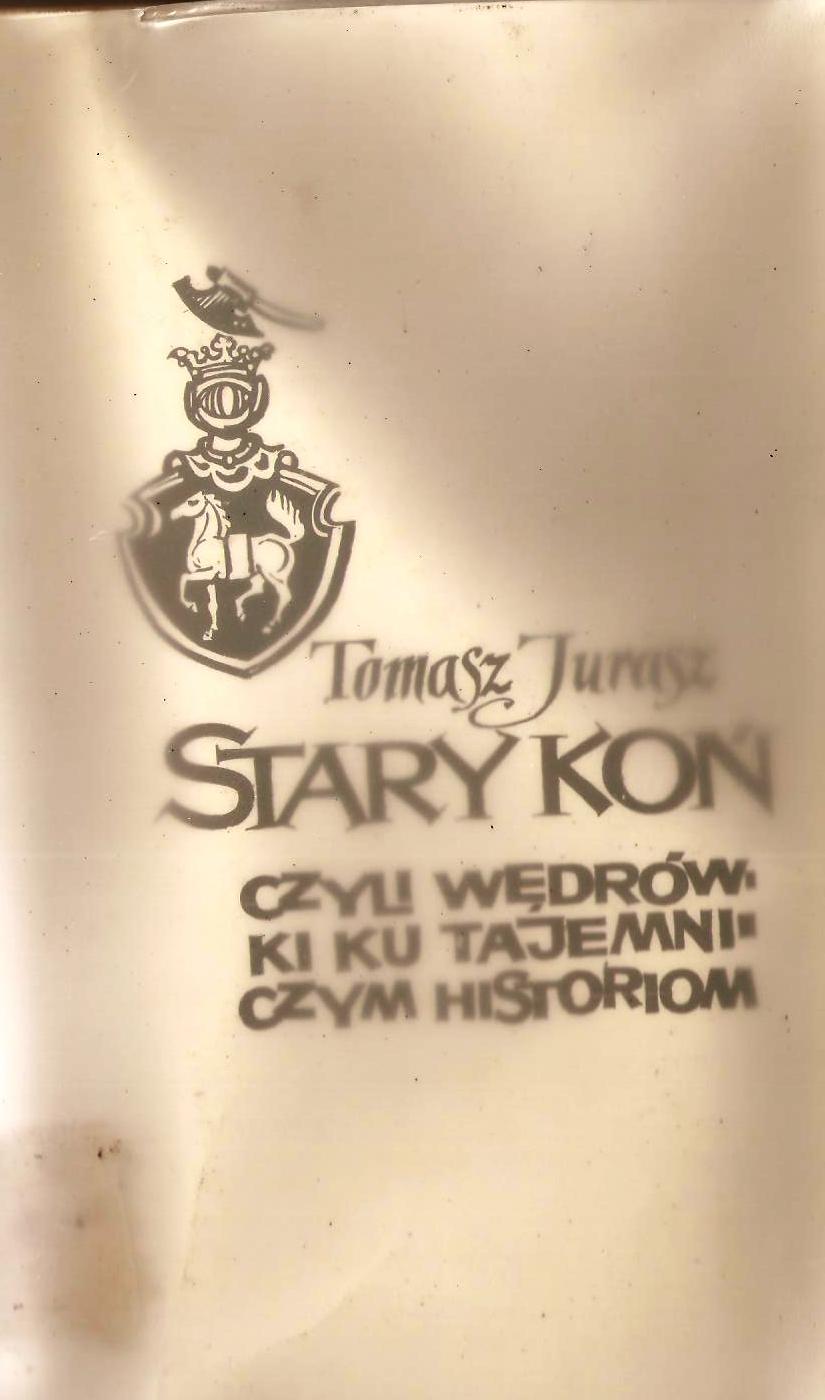 Tomasz Jurasz
STARY KOŃ
CZYLI WĘDRÓW-
KI KU TAJEMNI-
CZYM HISTORIOM